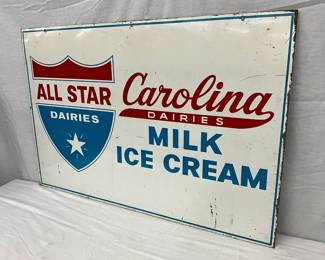 ALL STAR
DAIRIES
Carolina
DAIRIES
MILK
ICE CREAM